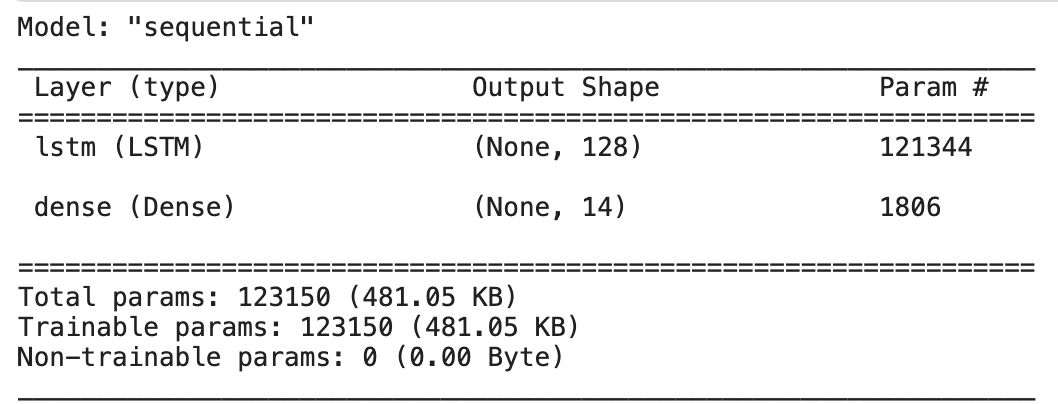 Model: "sequential"
Layer (type) Output Shape Param #
=================================================================
lstm (LSTM) (None, 128) 121344
dense (Dense) (None, 14) 1806
=================================================================
Total params: 123150 (481.05 KB)
Trainable params: 123150 (481.05 KB)
Non-trainable params: 0 (0.00 Byte)